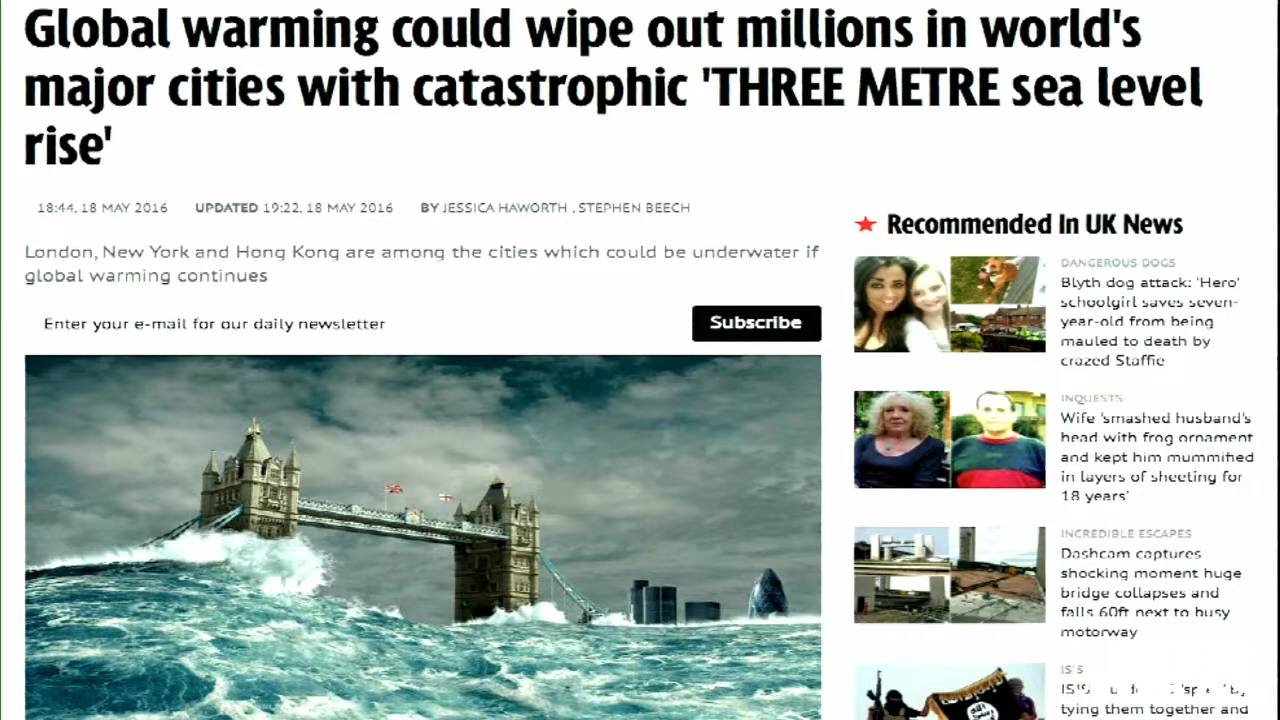 Global warming could wipe out millions in world's
major cities with catastrophic 'THREE METRE sea level
rise'
18:44, 18 MAY 2016 UPDATED 19:22, 18 MAY 2016 BY JESSICA HAWORTH , STEPHEN BEECH
London, New York and Hong Kong are among the cities which could be underwater if
global warming continues
Enter your e-mail for our daily newsletter
Subscribe
Recommended In UK News
DANGEROUS DOGS
Blyth dog attack: 'Hero'
schoolgirl saves seven-
year-old from being
mauled to death by
crazed Staffie
INQUESTS
Wife 'smashed husband's
head with frog ornament
and kept him mummified
in layers of sheeting for
18 years'
INCREDIBLE ESCAPES
Dashcam captures
shocking moment huge
bridge collapses and
falls 60ft next to busy
motorway
ISIS
tying them together and